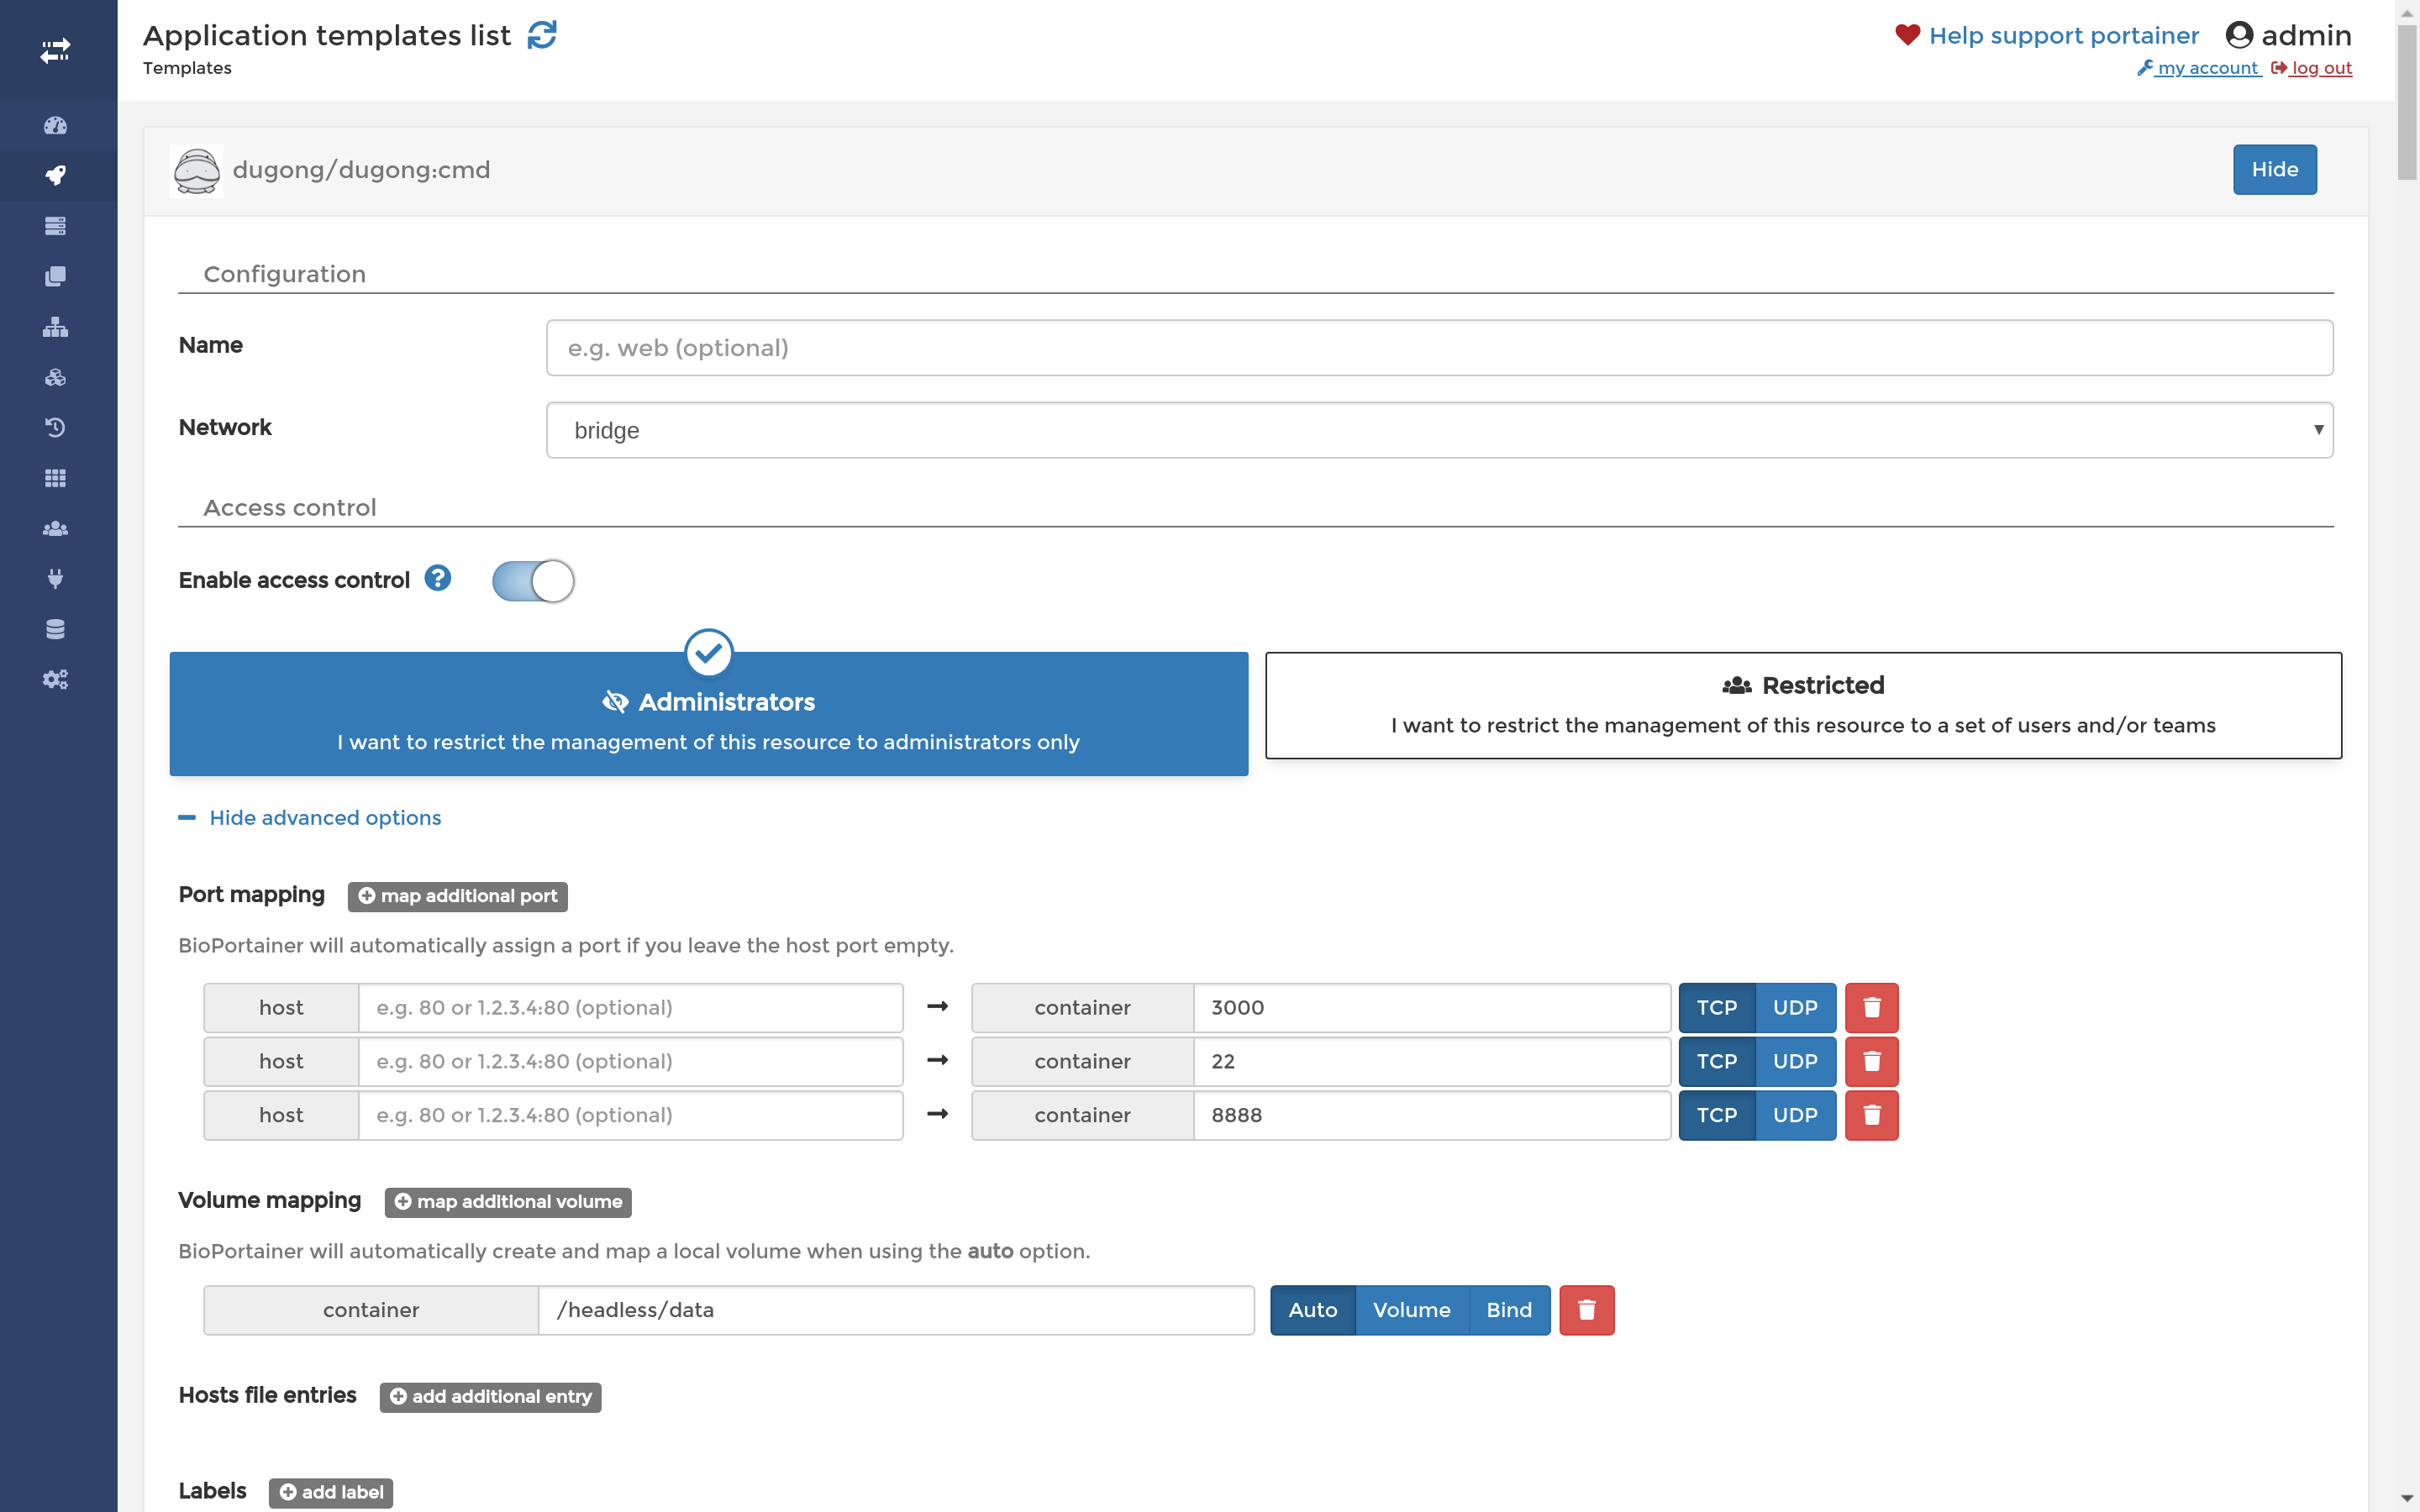 Application templates list
Templates
Help support portainer admin
my account log out
dugong/dugong:cmd
Hide
Configuration
Name e.g. web (optional)
Network bridge
Access control
Enable access control ?
Administrators
I want to restrict the management of this resource to administrators only
Restricted
I want to restrict the management of this resource to a set of users and/or teams
Hide advanced options
Port mapping map additional port
BioPortainer will automatically assign a port if you leave the host port empty.
host e.g. 80 or 1.2.3.4:80 (optional) container 3000 TCP UDP
host e.g. 80 or 1.2.3.4:80 (optional) container 22 TCP UDP
host e.g. 80 or 1.2.3.4:80 (optional) container 8888 TCP UDP
Volume mapping map additional volume
BioPortainer will automatically create and map a local volume when using the auto option.
container /headless/data Auto Volume Bind
Hosts file entries add additional entry
Labels add label